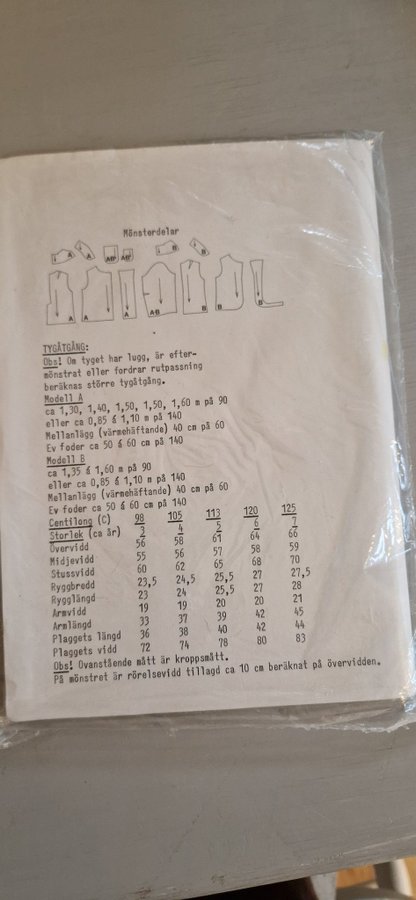 Mönsterdelar
A A AB AB B B
A A A A-B B B B
TYGÅTGÅNG:
Obs! Om tyget har lugg, är efter-
mönstrat eller fordrar rutpassning
beräknas större tygåtgång.
Modell A
ca 1,30, 1,40, 1,50, 1,50, 1,60 m på 90
eller ca 0,85 á 1,10 m på 140
Mellanlägg (värmehäftande) 40 cm på 60
Ev foder ca 50 á 60 cm på 140
Modell B
ca 1,35 á 1,60 m på 90
eller ca 0,85 á 1,10 m på 140
Mellanlägg (värmehäftande) 40 cm på 60
Ev foder ca 50 á 60 cm på 140
Centilong (C) 98 105 113 120 125
Storlek (ca år) 3 4 5 6 7
Övervidd 56 58 61 64 66
Midjevidd 55 56 57 58 59
Stussvidd 60 62 65 68 70
Ryggbredd 23,5 24,5 25,5 27 27,5
Rygglängd 23 24 25,5 27 28
Armvidd 19 19 20 20 21
Armlängd 33 37 39 42 45
Plaggets längd 36 38 40 42 44
Plaggets vidd 72 74 78 80 83
Obs! Ovanstående mått är kroppsmått.
På mönstret är rörelsevidd tillagd ca 10 cm beräknat på övervidden.